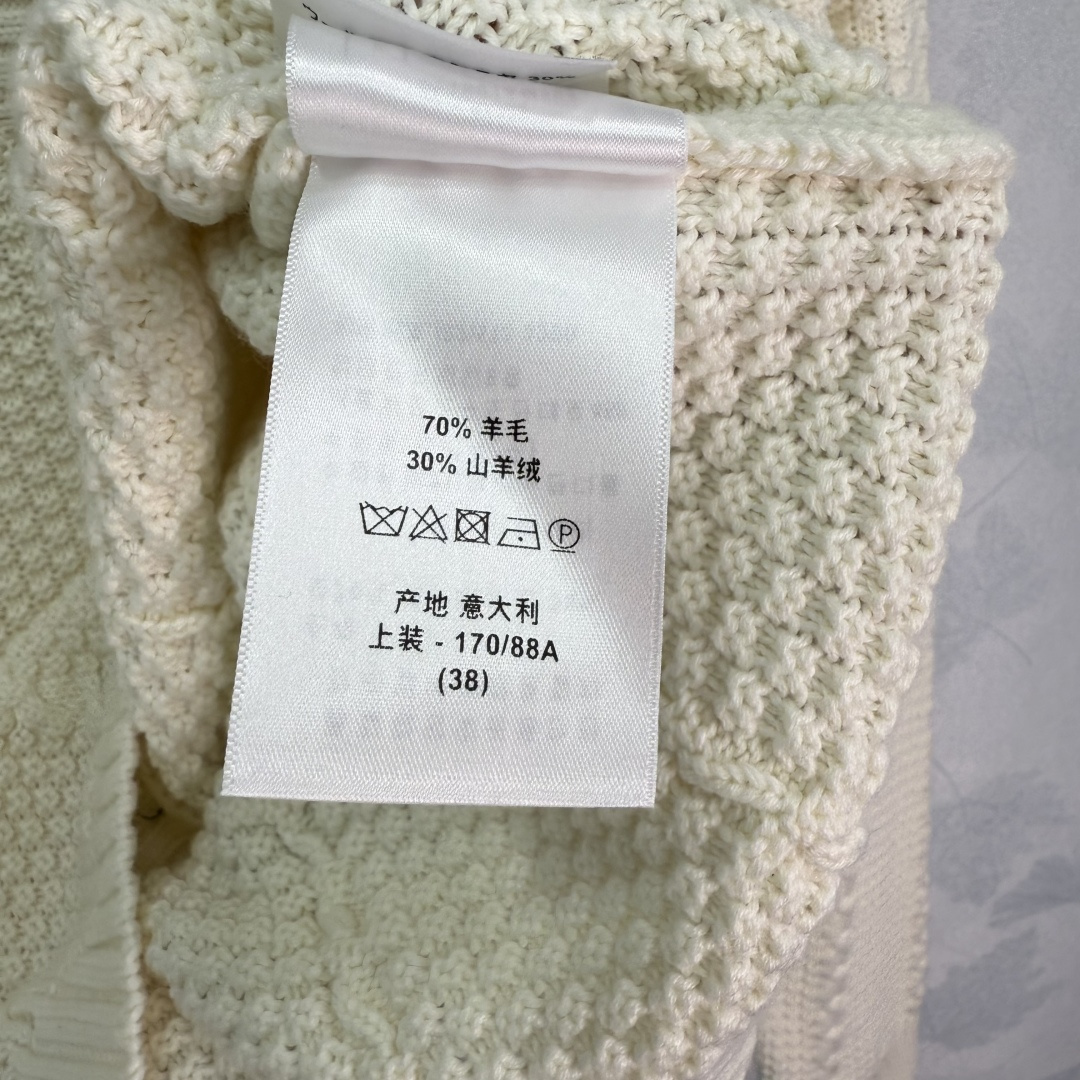 70% 羊毛
30% 山羊绒
P
产地 意大利
上装 - 170/88A
(38)